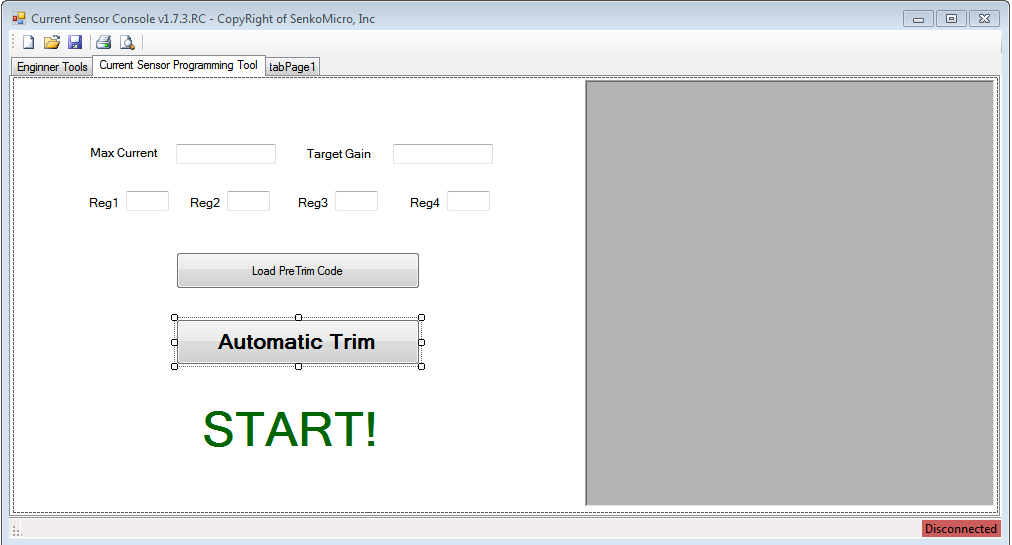 Current Sensor Console v1.7.3.RC - CopyRight of SenkoMicro, Inc
Enginner Tools Current Sensor Programming Tool tabPage1
Max Current Target Gain
Reg1 Reg2 Reg3 Reg4
Load PreTrim Code
Automatic Trim
START!
Disconnected